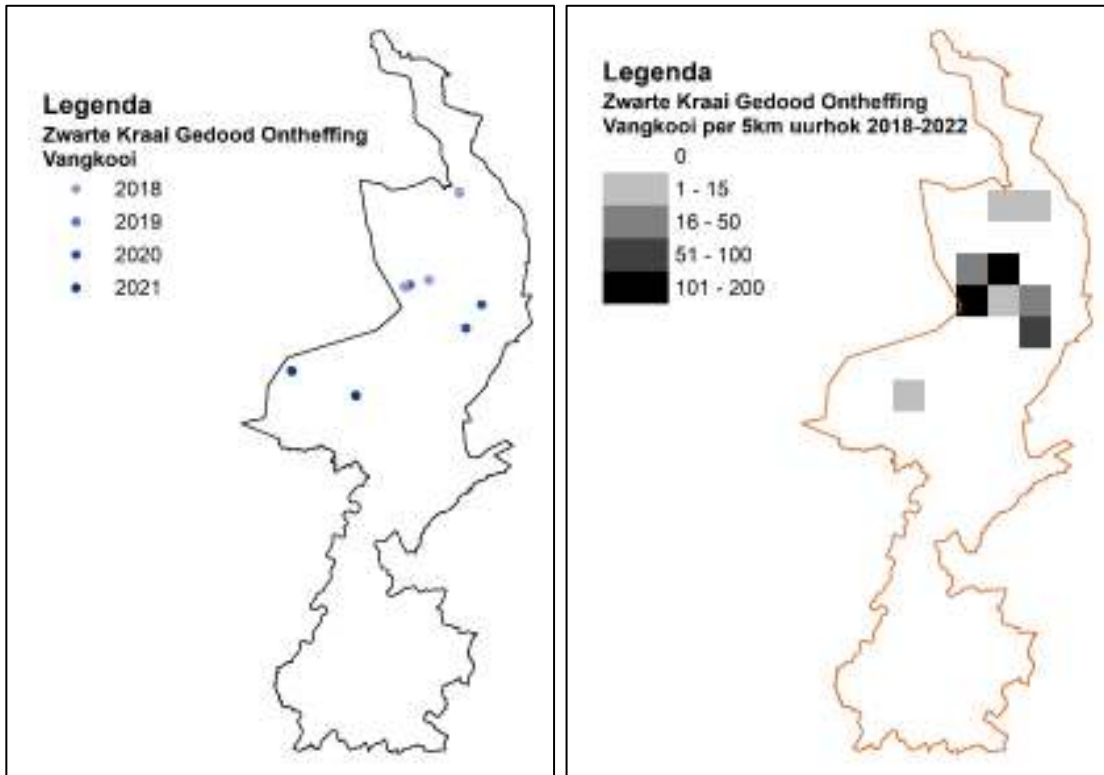 Legenda
Zwarte Kraai Gedood Ontheffing
Vangkooi
2018
2019
2020
2021
Legenda
Zwarte Kraai Gedood Ontheffing
Vangkooi per 5km uurhok 2018-2022
0
1 - 15
16 - 50
51 - 100
101 - 200